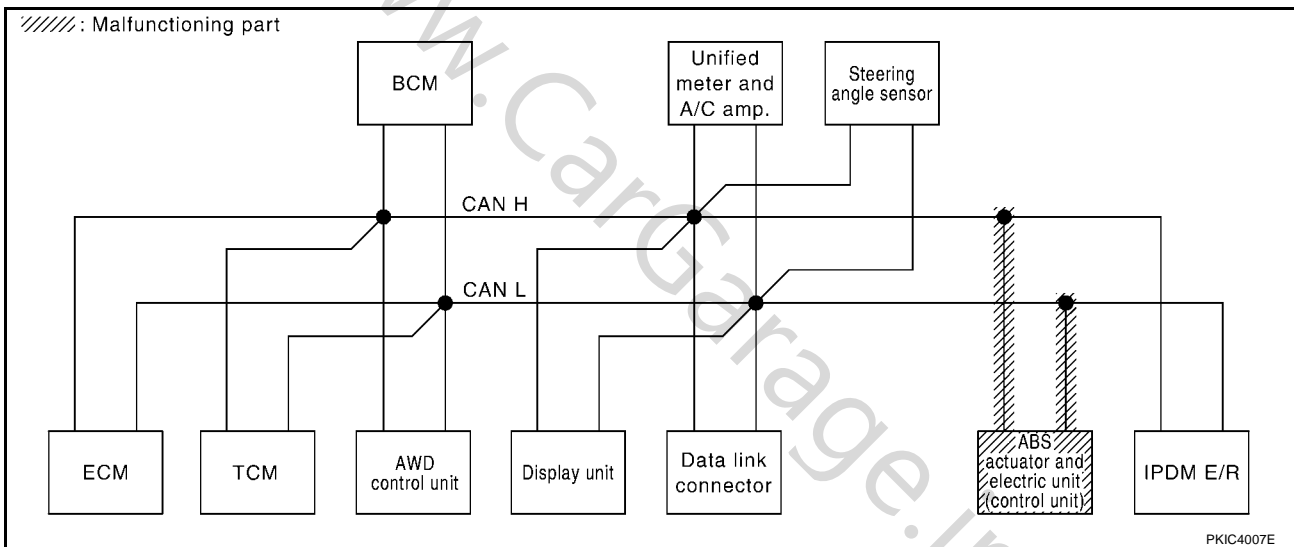 : Malfunctioning part
BCM
Unified
meter and
A/C amp.
Steering
angle sensor
CAN H
CAN L
ECM
TCM
AWD
control unit
Display unit
Data link
connector
ABS
actuator and
electric unit
(control unit)
IPDM E/R
PKIC4007E